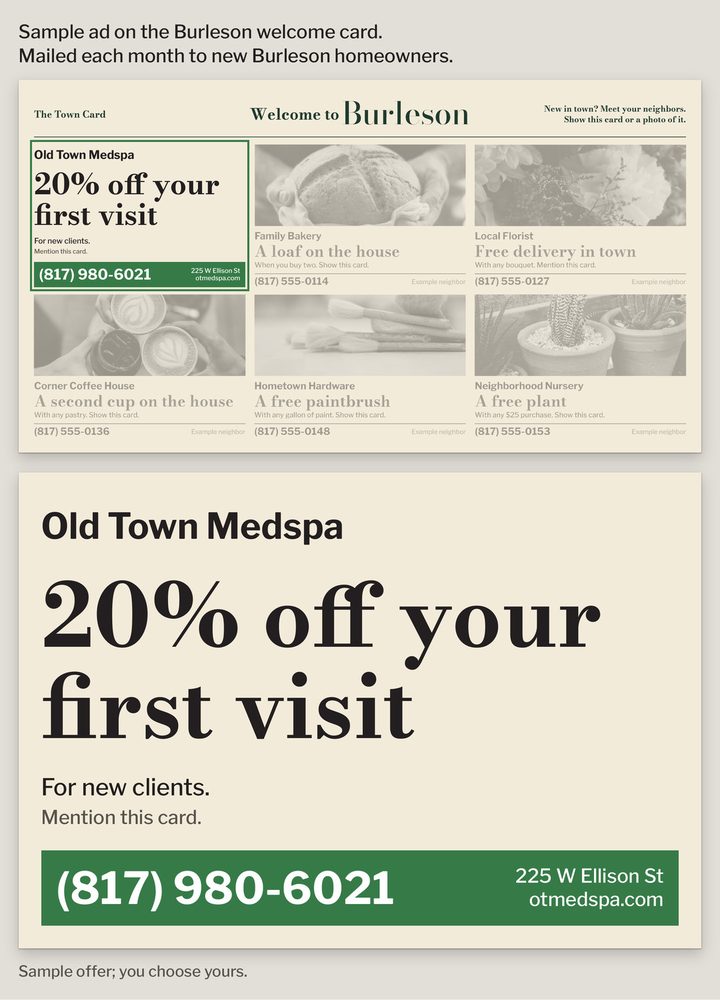 Sample ad on the Burleson welcome card.
Mailed each month to new Burleson homeowners.
The Town Card
Welcome to Burleson
New in town? Meet your neighbors.
Show this card or a photo of it.
Old Town Medspa
20% off your
first visit
For new clients.
Mention this card.
(817) 980-6021
225 W Ellison St
otmedspa.com
Family Bakery
A loaf on the house
When you buy two. Show this card.
(817) 555-0114
Example neighbor
Local Florist
Free delivery in town
With any bouquet. Mention this card.
(817) 555-0127
Example neighbor
Corner Coffee House
A second cup on the house
With any pastry. Show this card.
(817) 555-0136
Example neighbor
Hometown Hardware
A free paintbrush
With any gallon of paint. Show this card.
(817) 555-0148
Example neighbor
Neighborhood Nursery
A free plant
With any $25 purchase. Show this card.
(817) 555-0153
Example neighbor
Old Town Medspa
20% off your
first visit
For new clients.
Mention this card.
(817) 980-6021
225 W Ellison St
otmedspa.com
Sample offer; you choose yours.